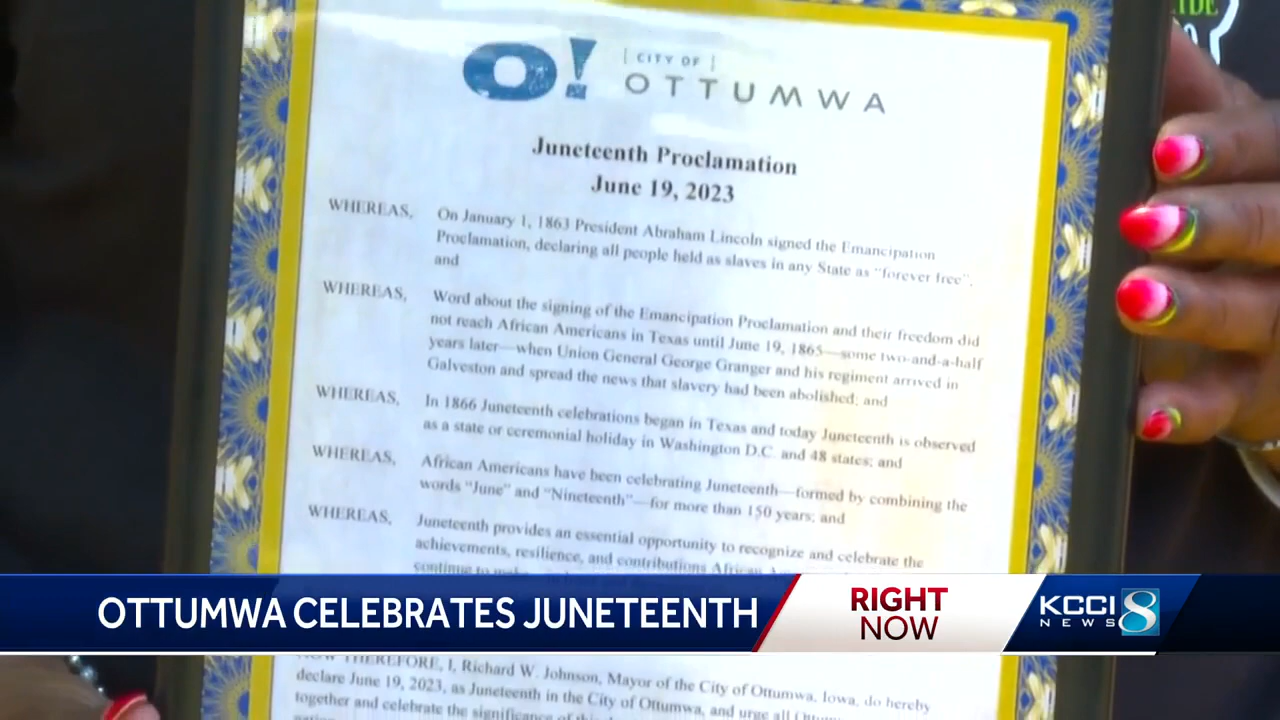 O! | CITY OF |
OTTUMWA
Juneteenth Proclamation
June 19, 2023
WHEREAS, On January 1, 1863 President Abraham Lincoln signed the Emancipation
Proclamation, declaring all people held as slaves in any State as “forever free”,
and
WHEREAS, Word about the signing of the Emancipation Proclamation and their freedom did
not reach African Americans in Texas until June 19, 1865—some two-and-a-half
years later—when Union General George Granger and his regiment arrived in
Galveston and spread the news that slavery had been abolished; and
WHEREAS, In 1866 Juneteenth celebrations began in Texas and today Juneteenth is observed
as a state or ceremonial holiday in Washington D.C. and 48 states; and
WHEREAS, African Americans have been celebrating Juneteenth—formed by combining the
words “June” and “Nineteenth”—for more than 150 years; and
WHEREAS, Juneteenth provides an essential opportunity to recognize and celebrate the
achievements, resilience, and contributions African
continue to make
OTTUMWA CELEBRATES JUNETEENTH
RIGHT
NOW
KCCI 8
NEWS
THEREFORE, I, Richard W. Johnson, Mayor of the City of Ottumwa, Iowa, do hereby
declare June 19, 2023, as Juneteenth in the City of Ottumwa, and urge all
together and celebrate the significance of this